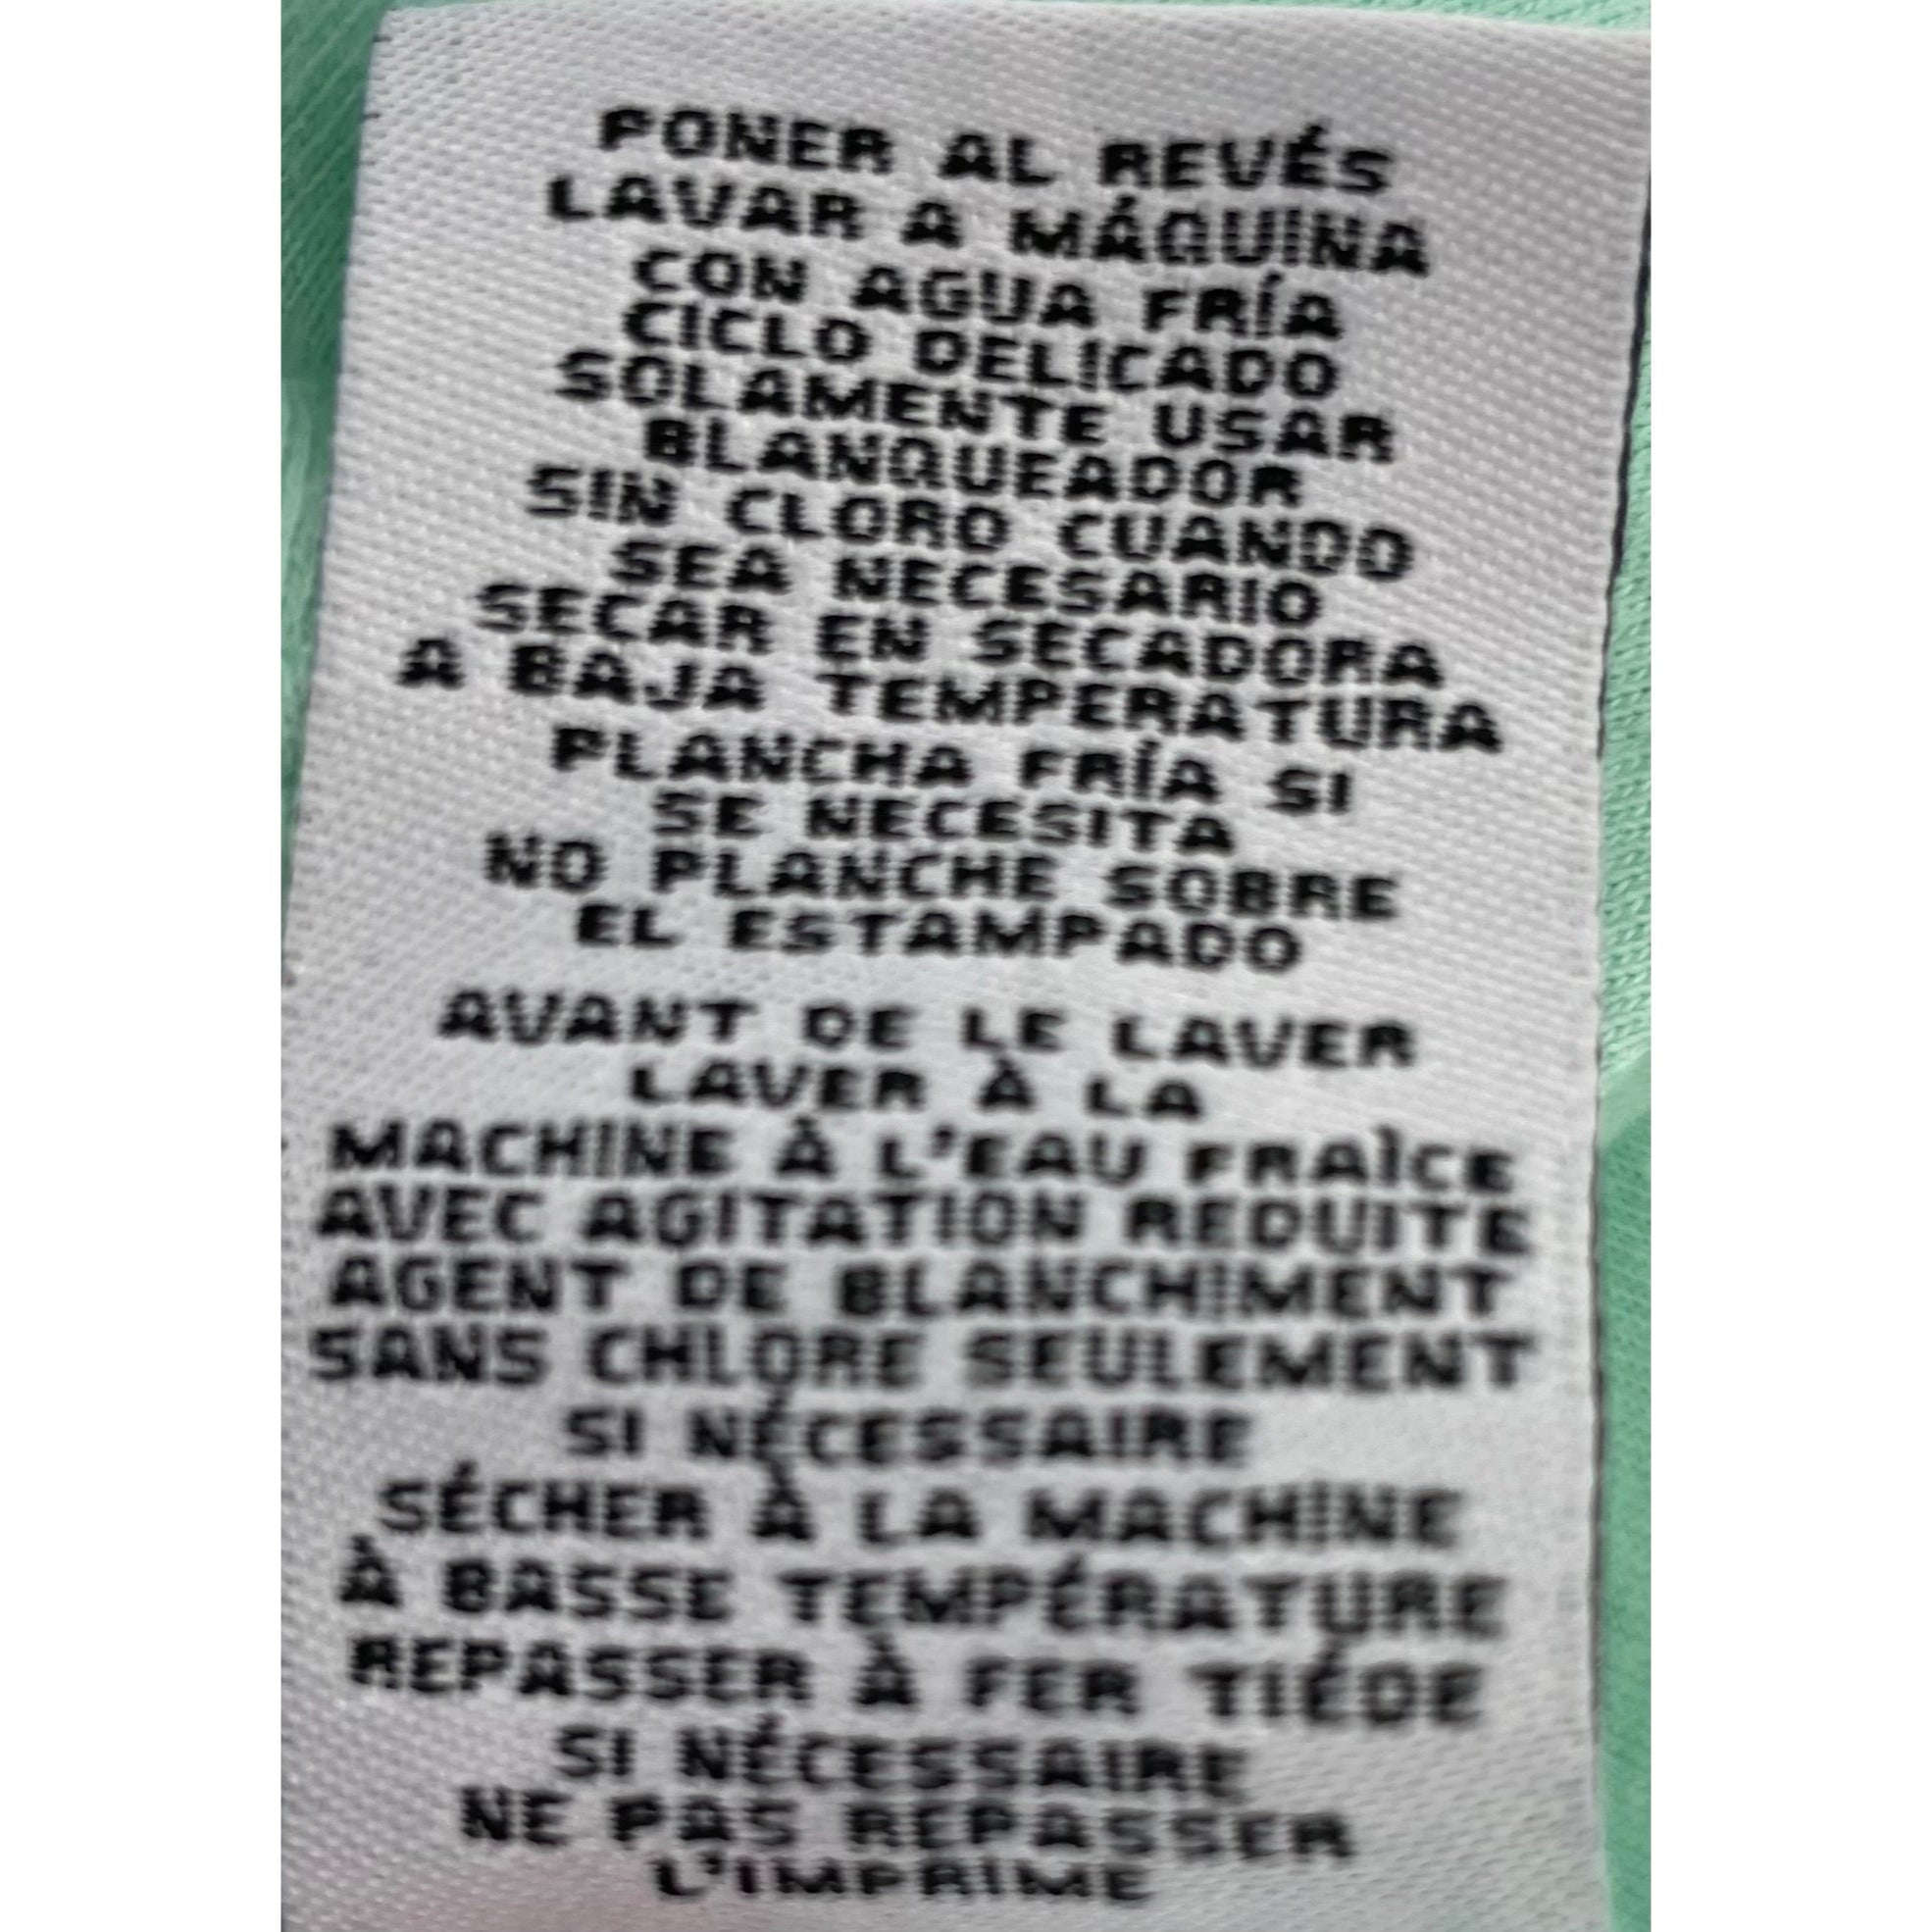 PONER AL REVÉS
LAVAR A MÁQUINA
CON AGUA FRÍA
CICLO DELICADO
SOLAMENTE USAR
BLANQUEADOR
SIN CLORO CUANDO
SEA NECESARIO
SECAR EN SECADORA
A BAJA TEMPERATURA
PLANCHA FRÍA SI
SE NECESITA
NO PLANCHE SOBRE
EL ESTAMPADO
AVANT DE LE LAVER
LAVER À LA
MACHINE À L'EAU FRAÌCE
AVEC AGITATION REDUITE
AGENT DE BLANCHIMENT
SANS CHLORE SEULEMENT
SI NÉCESSAIRE
SÉCHER À LA MACHINE
À BASSE TEMPÉRATURE
REPASSER À FER TIÉDE
SI NÉCESSAIRE
NE PAS REPASSER
L'IMPRIME